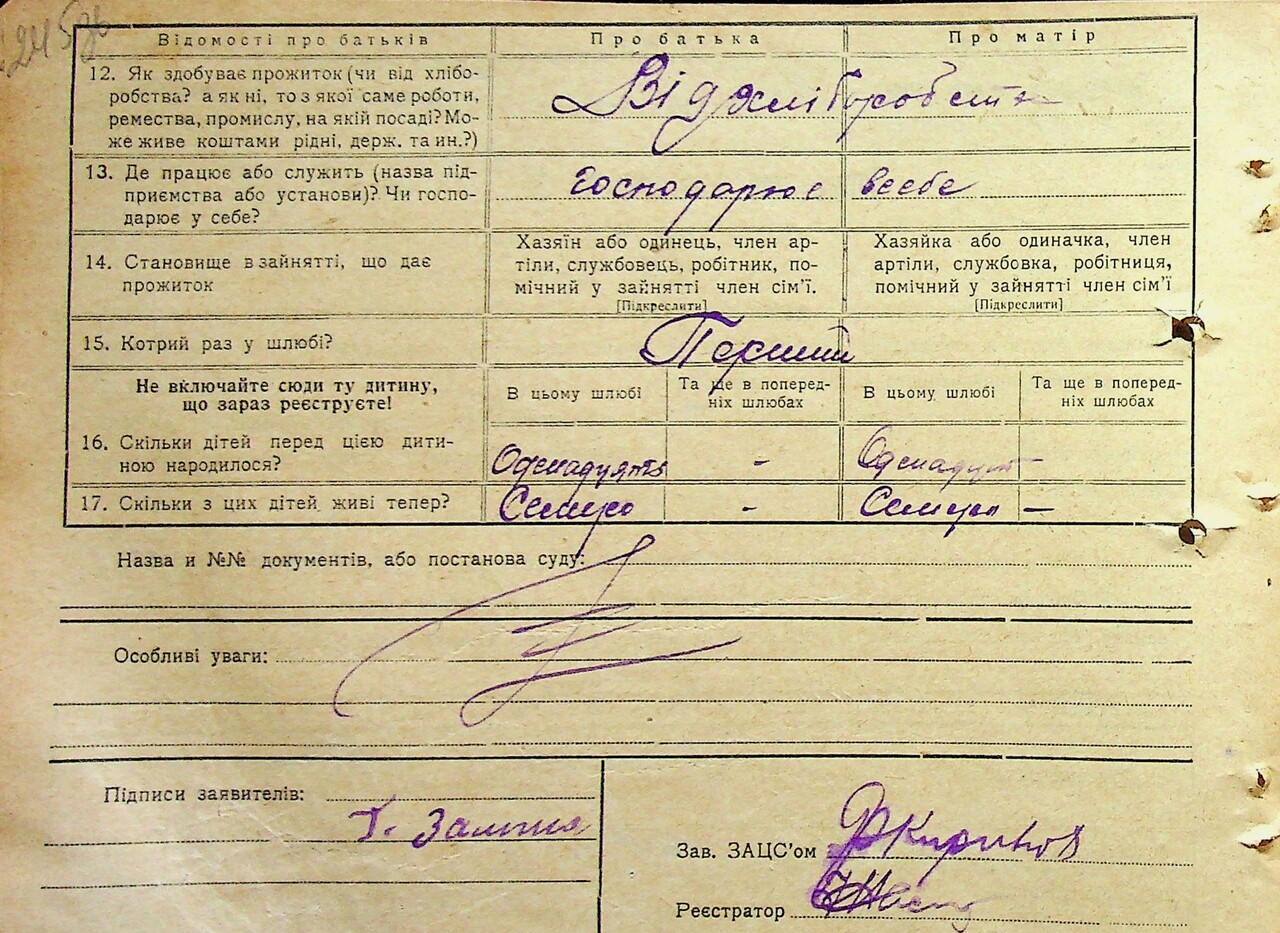 Відомості про батьків
Про батька
Про матір
12. Як здобуває прожиток (чи від хлібо-
робства? а як ні, то з якої саме роботи,
ремества, промислу, на якій посаді? Мо-
же живе коштами рідні, держ. та ин.?)
Від хліборобства
13. Де працює або служить (назва під-
приємства або установи)? Чи госпо-
дарює у себе?
господарює всебе
14. Становище в зайнятті, що дає
прожиток
Хазяїн або одинець, член ар-
тіли, службовець, робітник, по-
мічний у зайнятті член сім’ї.
[Підкреслити]
Хазяйка або одиначка, член
артіли, службовка, робітниця,
помічний у зайнятті член сім’ї
[Підкреслити]
15. Котрий раз у шлюбі?
Перший
Не включайте сюди ту дитину,
що зараз реєструєте!
В цьому шлюбі
Та ще в поперед-
ніх шлюбах
В цьому шлюбі
Та ще в поперед-
ніх шлюбах
16. Скільки дітей перед цією дити-
ною народилося?
Одинадцять - Одинадцят -
17. Скільки з цих дітей живі тепер?
Семеро - Семеро -
Назва и №№ документів, або постанова суду:
Особливі уваги:
Підписи заявителів:
Зав. ЗАЦС’ом
Реєстратор